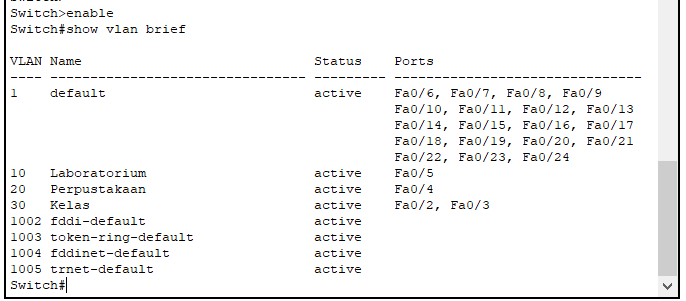 Switch>enable
Switch#show vlan brief
VLAN Name                             Status    Ports
---- -------------------------------- --------- -------------------------------
1    default                          active    Fa0/6, Fa0/7, Fa0/8, Fa0/9
                                                Fa0/10, Fa0/11, Fa0/12, Fa0/13
                                                Fa0/14, Fa0/15, Fa0/16, Fa0/17
                                                Fa0/18, Fa0/19, Fa0/20, Fa0/21
                                                Fa0/22, Fa0/23, Fa0/24
10   Laboratorium                     active    Fa0/5
20   Perpustakaan                     active    Fa0/4
30   Kelas                            active    Fa0/2, Fa0/3
1002 fddi-default                     active
1003 token-ring-default               active
1004 fddinet-default                  active
1005 trnet-default                    active
Switch#